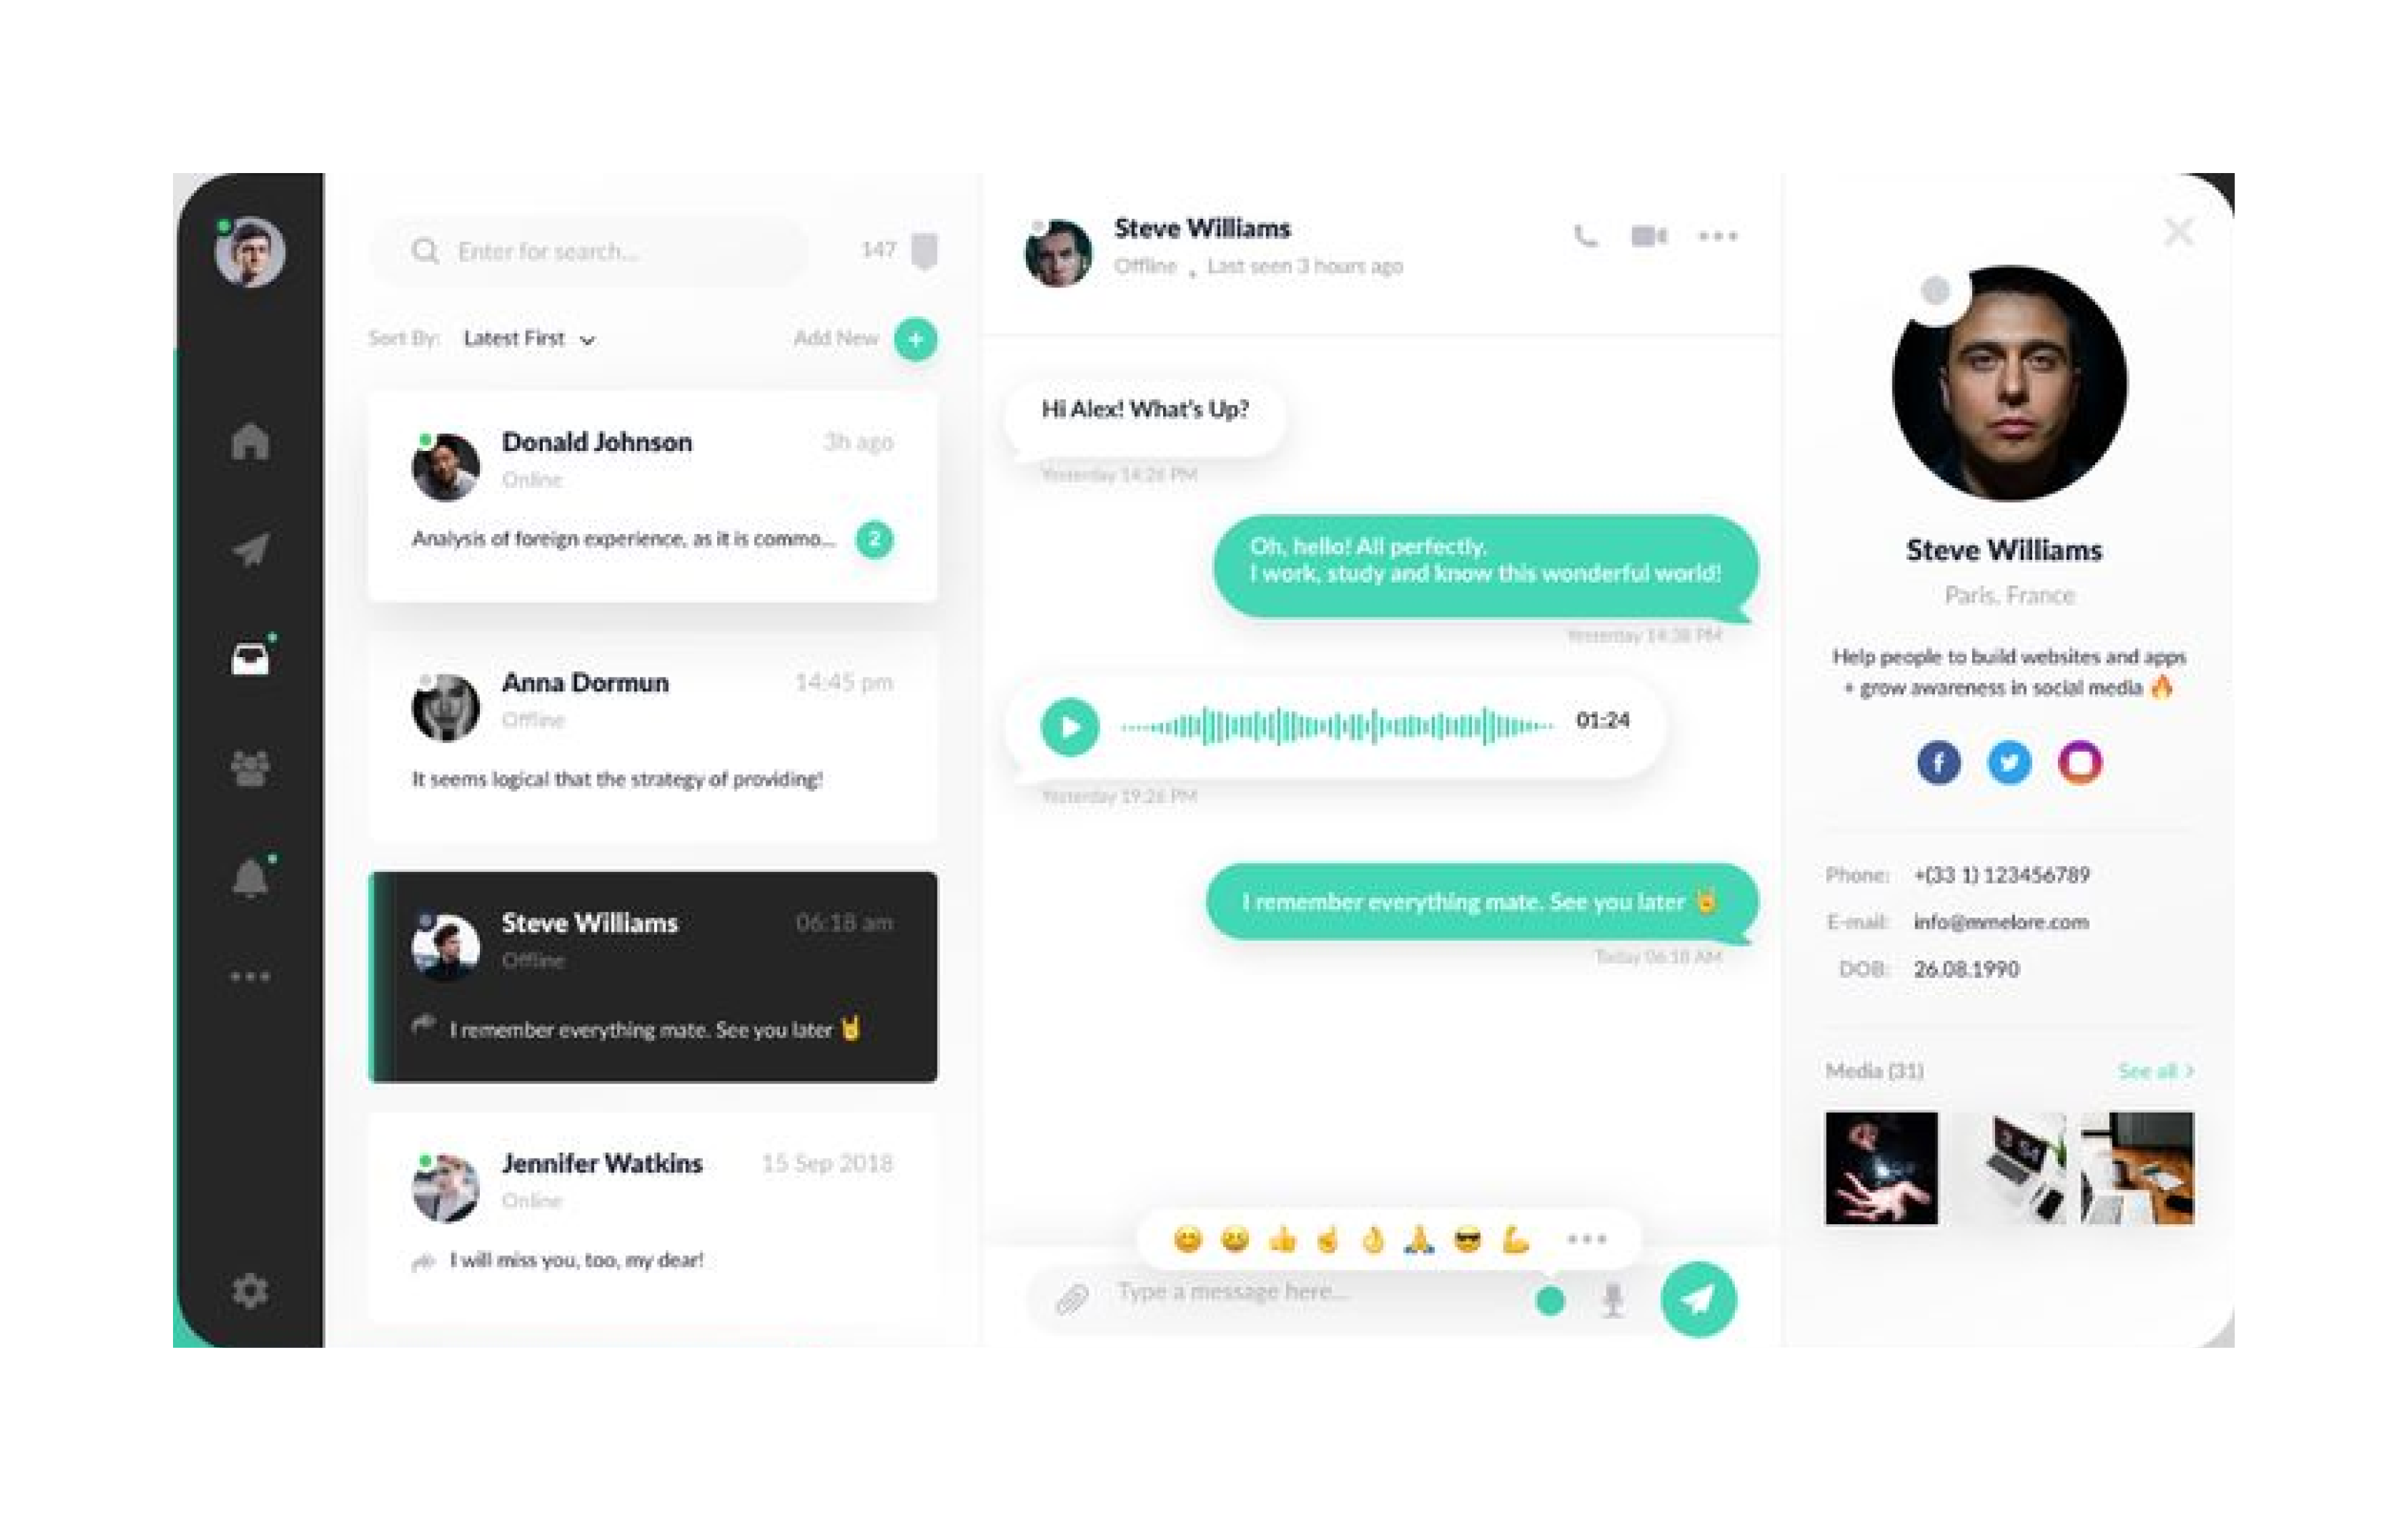 Enter for search...
147
Sort By: Latest First
Add New
Donald Johnson
3h ago
Online
Analysis of foreign experience, as it is commo...
2
Anna Dormun
14:45 pm
Offline
It seems logical that the strategy of providing!
Steve Williams
06:18 am
Offline
I remember everything mate. See you later 🤘
Jennifer Watkins
15 Sep 2018
Online
I will miss you, too, my dear!
Steve Williams
Offline . Last seen 3 hours ago
Hi Alex! What's Up?
Yesterday 14:26 PM
Oh, hello! All perfectly.
I work, study and know this wonderful world!
Yesterday 14:38 PM
01:24
Yesterday 19:26 PM
I remember everything mate. See you later 🤘
Today 06:18 AM
Type a message here...
Steve Williams
Paris, France
Help people to build websites and apps
+ grow awareness in social media 🔥
Phone: +(33 1) 123456789
E-mail: info@mmelore.com
DOB: 26.08.1990
Media (31)
See all >